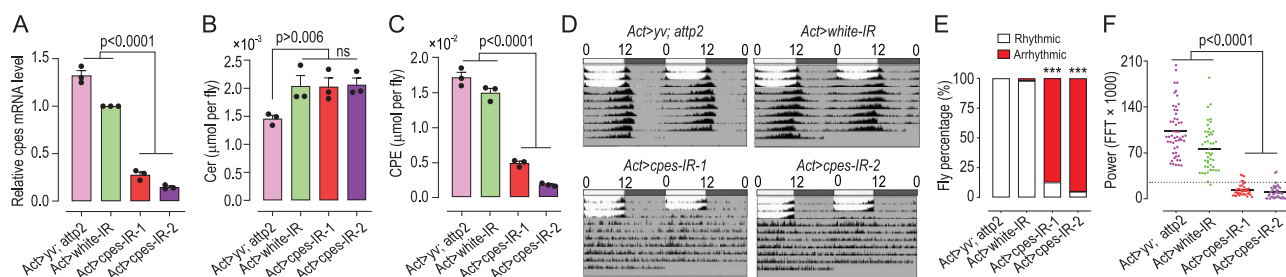 A
p<0.0001
Relative cpes mRNA level
1.5
1.0
0.5
0.0
Act>yv; attp2
Act>white-IR
Act>cpes-IR-1
Act>cpes-IR-2
B
×10⁻³
p>0.006
ns
Cer (μmol per fly)
3.0
2.5
2.0
1.5
1.0
0.5
0.0
Act>yv; attp2
Act>white-IR
Act>cpes-IR-1
Act>cpes-IR-2
C
×10⁻²
p<0.0001
CPE (μmol per fly)
2.0
1.5
1.0
0.5
0.0
Act>yv; attp2
Act>white-IR
Act>cpes-IR-1
Act>cpes-IR-2
D
Act>yv; attp2
0 12 0 12 0
Act>white-IR
0 12 0 12 0
Act>cpes-IR-1
0 12 0 12 0
Act>cpes-IR-2
0 12 0 12 0
E
Rhythmic
Arrhythmic
*** ***
Fly percentage (%)
100
75
50
25
0
Act>yv; attp2
Act>white-IR
Act>cpes-IR-1
Act>cpes-IR-2
F
p<0.0001
Power (FFT × 1000)
210
140
70
0
Act>yv; attp2
Act>white-IR
Act>cpes-IR-1
Act>cpes-IR-2